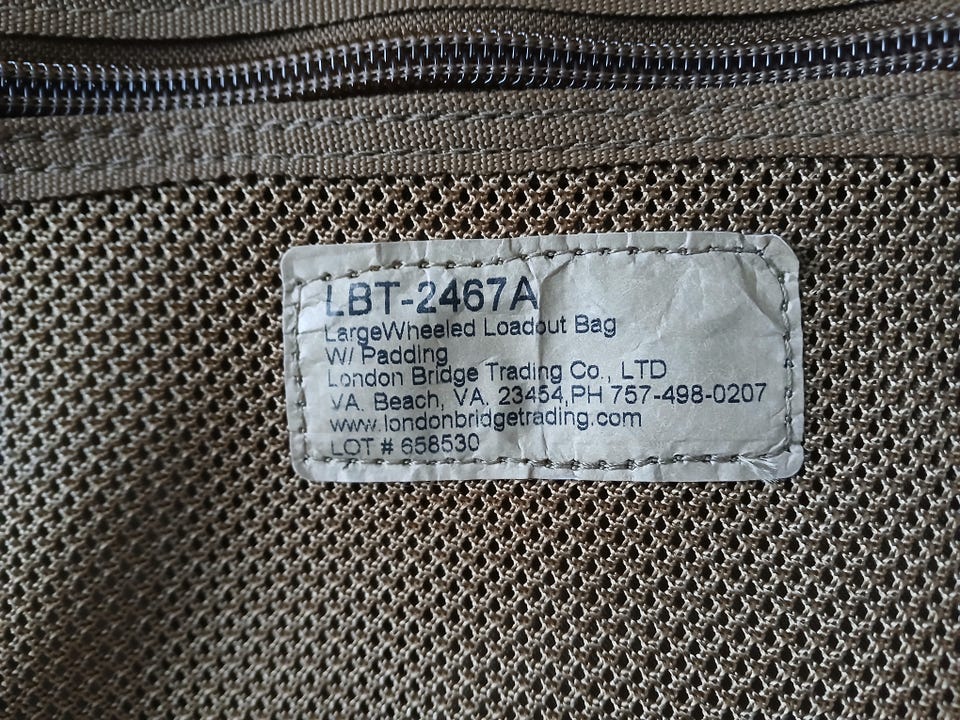 LBT-2467A
LargeWheeled Loadout Bag
W/ Padding
London Bridge Trading Co., LTD
VA. Beach, VA. 23454,PH 757-498-0207
www.londonbridgetrading.com
LOT # 658530